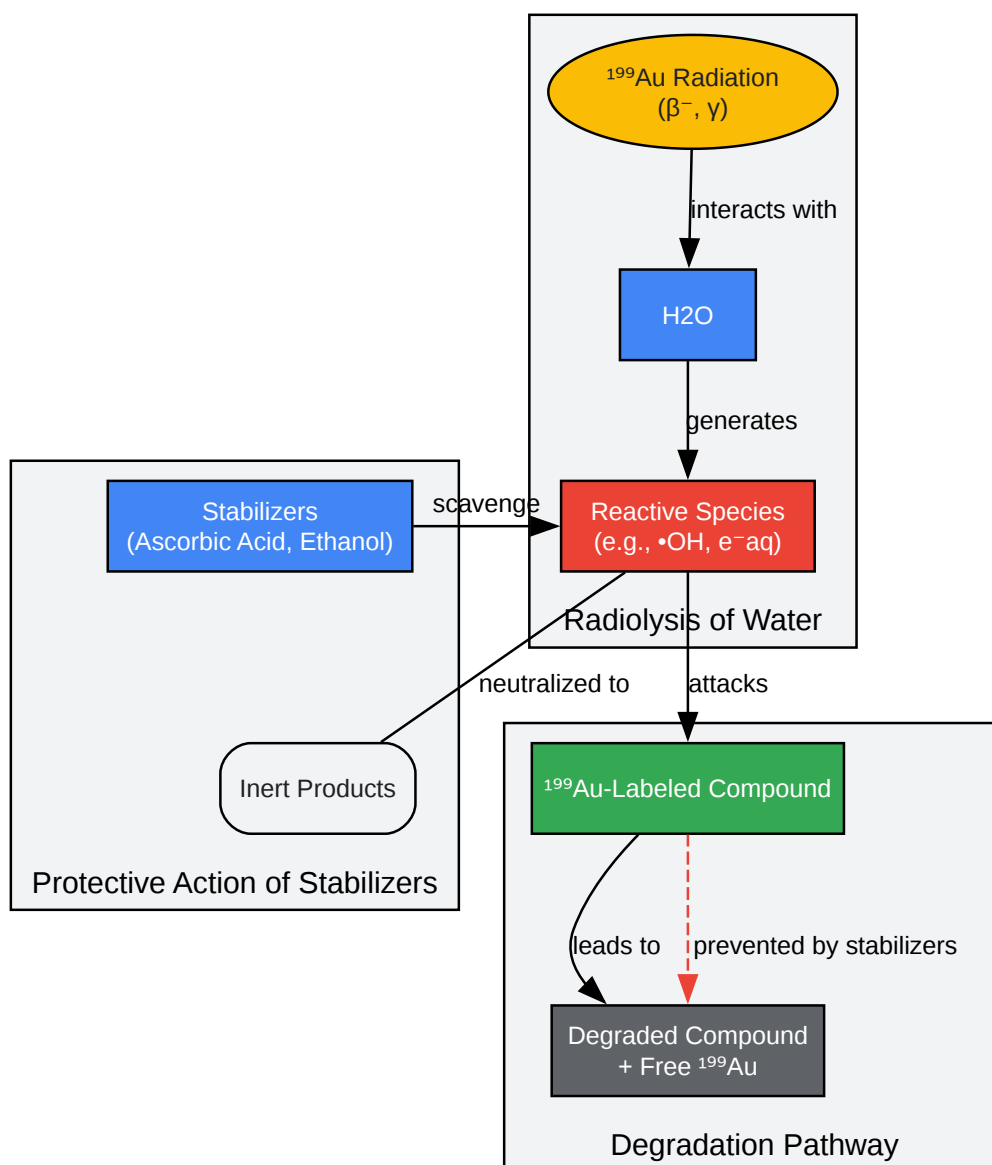 ¹⁹⁹Au Radiation
(β⁻, γ)
interacts with
H2O
generates
Stabilizers
(Ascorbic Acid, Ethanol)
scavenge
Reactive Species
(e.g., •OH, e⁻aq)
Radiolysis of Water
neutralized to
attacks
Inert Products
¹⁹⁹Au-Labeled Compound
Protective Action of Stabilizers
leads to
prevented by stabilizers
Degraded Compound
+ Free ¹⁹⁹Au
Degradation Pathway